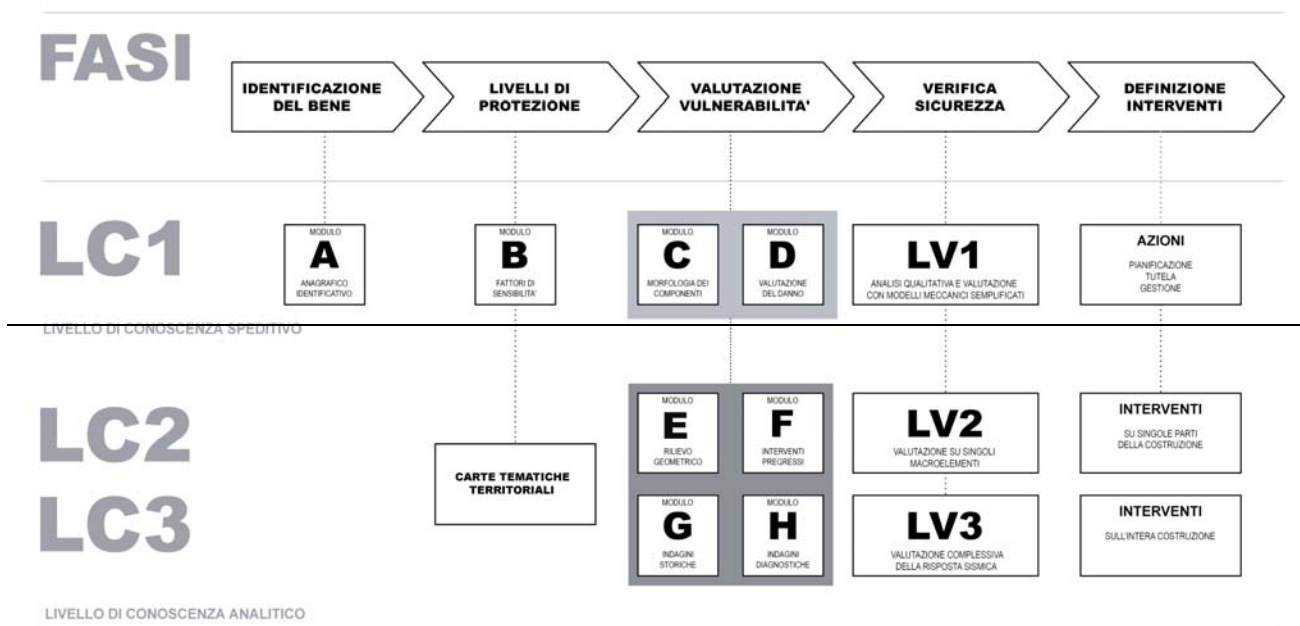 FASI
IDENTIFICAZIONE
DEL BENE
LIVELLI DI
PROTEZIONE
VALUTAZIONE
VULNERABILITA'
VERIFICA
SICUREZZA
DEFINIZIONE
INTERVENTI
LC1
MODULO
A
ANAGRAFICO
IDENTIFICATIVO
MODULO
B
FATTORI DI
SENSIBILITA'
MODULO
C
MORFOLOGIA DEI
COMPONENTI
MODULO
D
VALUTAZIONE
DEL DANNO
LV1
ANALISI QUALITATIVA E VALUTAZIONE
CON MODELLI MECCANICI SEMPLIFICATI
AZIONI
PIANIFICAZIONE
TUTELA
GESTIONE
LIVELLO DI CONOSCENZA SPEDITIVO
LC2
LC3
CARTE TEMATICHE
TERRITORIALI
MODULO
E
RILIEVO
GEOMETRICO
MODULO
F
INTERVENTI
PREGRESSI
MODULO
G
INDAGINI
STORICHE
MODULO
H
INDAGINI
DIAGNOSTICHE
LV2
VALUTAZIONE SU SINGOLI
MACROELEMENTI
LV3
VALUTAZIONE COMPLESSIVA
DELLA RISPOSTA SISMICA
INTERVENTI
SU SINGOLE PARTI
DELLA COSTRUZIONE
INTERVENTI
SULL'INTERA COSTRUZIONE
LIVELLO DI CONOSCENZA ANALITICO